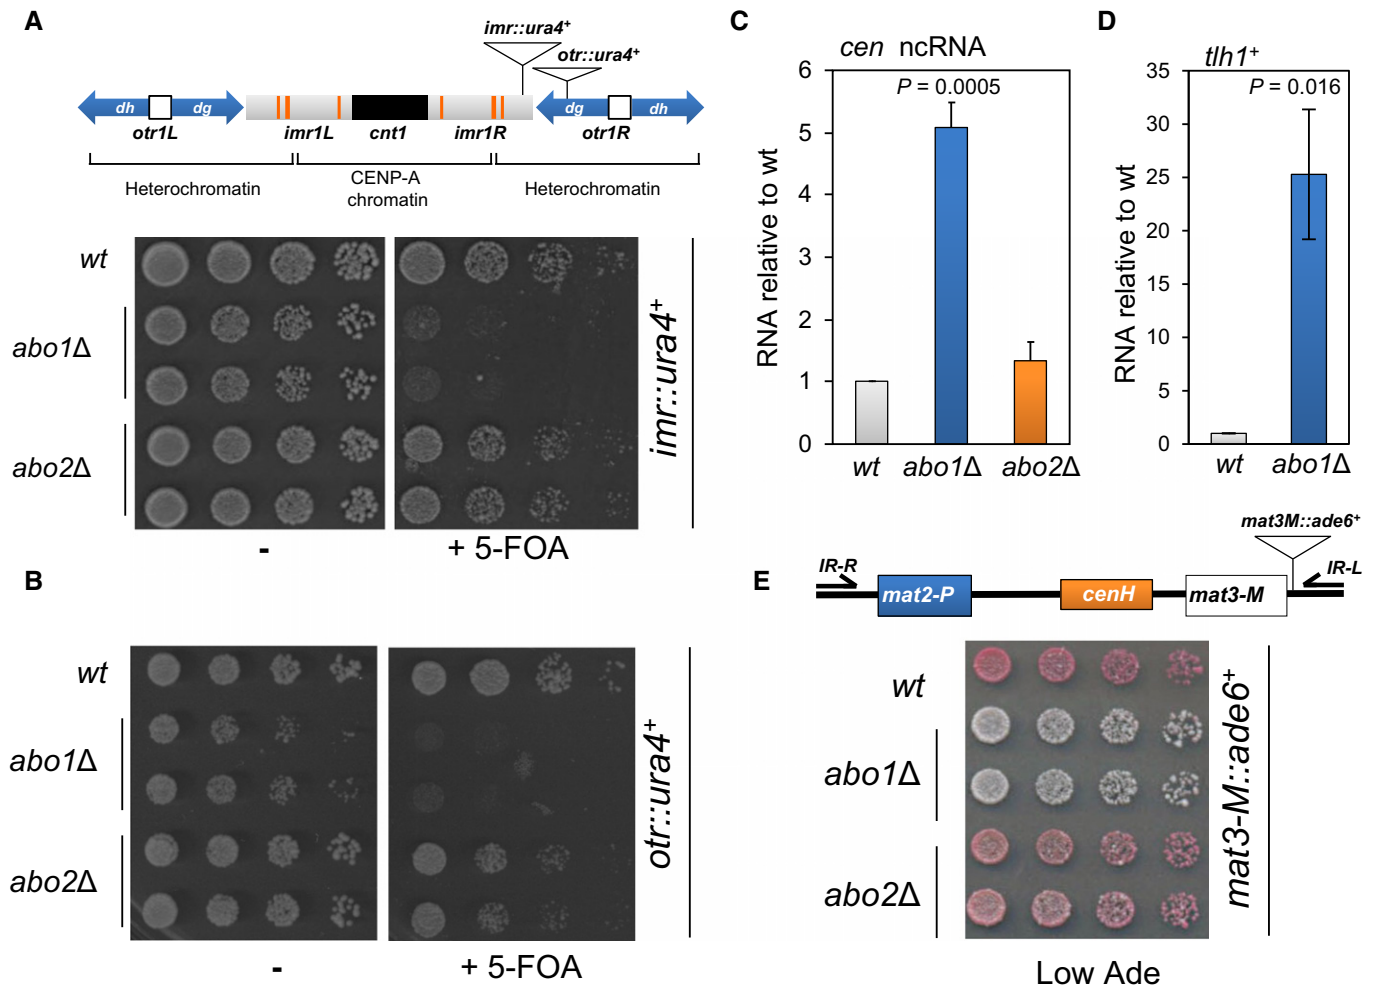 A
imr::ura4+
otr::ura4+
dh dg dg dh
otr1L imr1L cnt1 imr1R otr1R
Heterochromatin CENP-A chromatin Heterochromatin
wt
abo1Δ
abo2Δ
- + 5-FOA
imr::ura4+
B
wt
abo1Δ
abo2Δ
- + 5-FOA
otr::ura4+
C
cen ncRNA
P = 0.0005
RNA relative to wt
6
5
4
3
2
1
0
wt abo1Δ abo2Δ
D
tlh1+
P = 0.016
RNA relative to wt
35
30
25
20
15
10
5
0
wt abo1Δ
E
mat3M::ade6+
IR-R IR-L
mat2-P cenH mat3-M
wt
abo1Δ
abo2Δ
mat3-M::ade6+
Low Ade